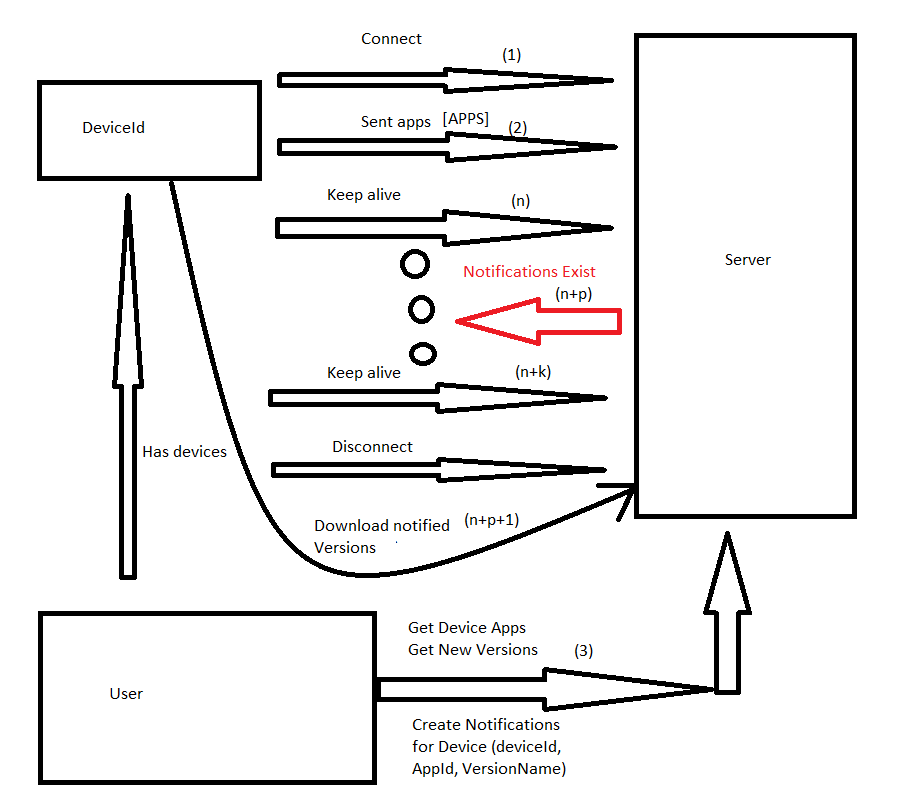 Connect
(1)
DeviceId
Sent apps [APPS]
(2)
Keep alive
(n)
Server
Notifications Exist
(n+p)
Keep alive
(n+k)
Disconnect
Has devices
Download notified
(n+p+1)
Versions
Get Device Apps
Get New Versions
(3)
User
Create Notifications
for Device (deviceId,
AppId, VersionName)